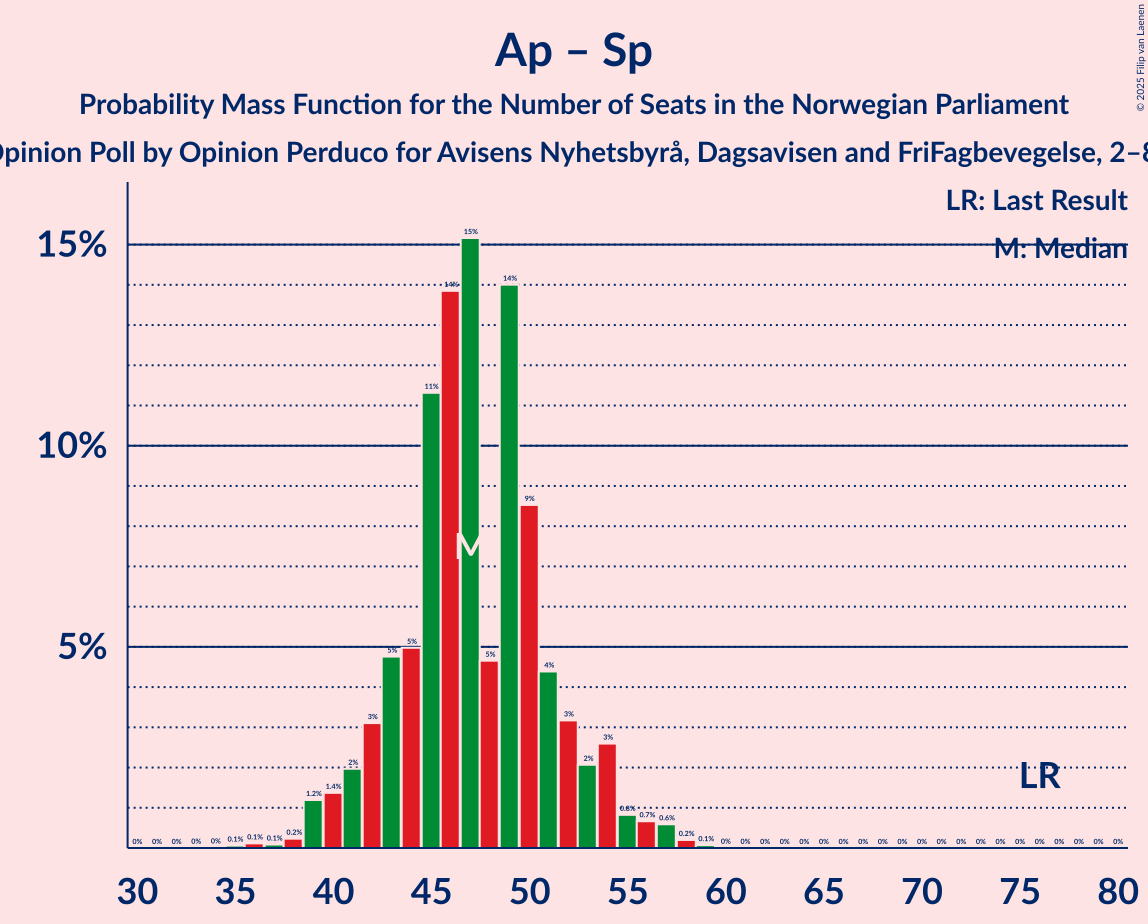 © 2025 Filip van Laenen
Ap – Sp
Probability Mass Function for the Number of Seats in the Norwegian Parliament
Opinion Poll by Opinion Perduco for Avisens Nyhetsbyrå, Dagsavisen and FriFagbevegelse, 2–8
LR: Last Result
M: Median
15%
10%
5%
0% 0% 0% 0% 0% 0.1% 0.1% 0.1% 0.2% 1.2% 1.4% 2% 3% 5% 5% 11% 14% 15% 5% 14% 9% 4% 3% 2% 3% 0.8% 0.7% 0.6% 0.2% 0.1% 0% 0% 0% 0% 0% 0% 0% 0% 0% 0% 0% 0% 0% 0% 0% 0% 0% 0% 0% 0% 0%
M
LR
30 35 40 45 50 55 60 65 70 75 80